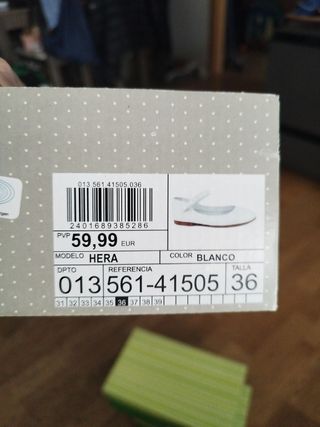 013.561.41505.036
2401689385286
PVP 59,99 EUR
MODELO HERA COLOR BLANCO
DPTO REFERENCIA TALLA
013 561-41505 36
31 32 33 34 35 36 37 38 39